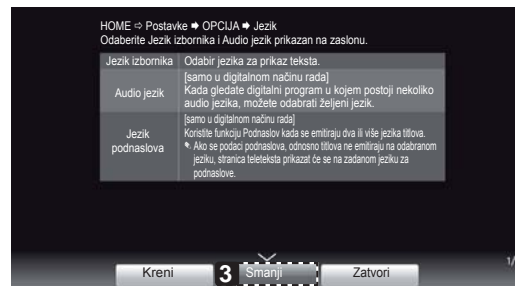 HOME ⇨ Postavke ➡ OPCIJA ➡ Jezik
Odaberite Jezik izbornika i Audio jezik prikazan na zaslonu.
Jezik izbornika Odabir jezika za prikaz teksta.
Audio jezik
[samo u digitalnom načinu rada]
Kada gledate digitalni program u kojem postoji nekoliko
audio jezika, možete odabrati željeni jezik.
Jezik
podnaslova
[samo u digitalnom načinu rada]
Koristite funkciju Podnaslov kada se emitiraju dva ili više jezika titlova.
Ako se podaci podnaslova, odnosno titlova ne emitiraju na odabranom
jeziku, stranica teleteksta prikazat će se na zadanom jeziku za
podnaslove.
Kreni 3 Smanji Zatvori
1/